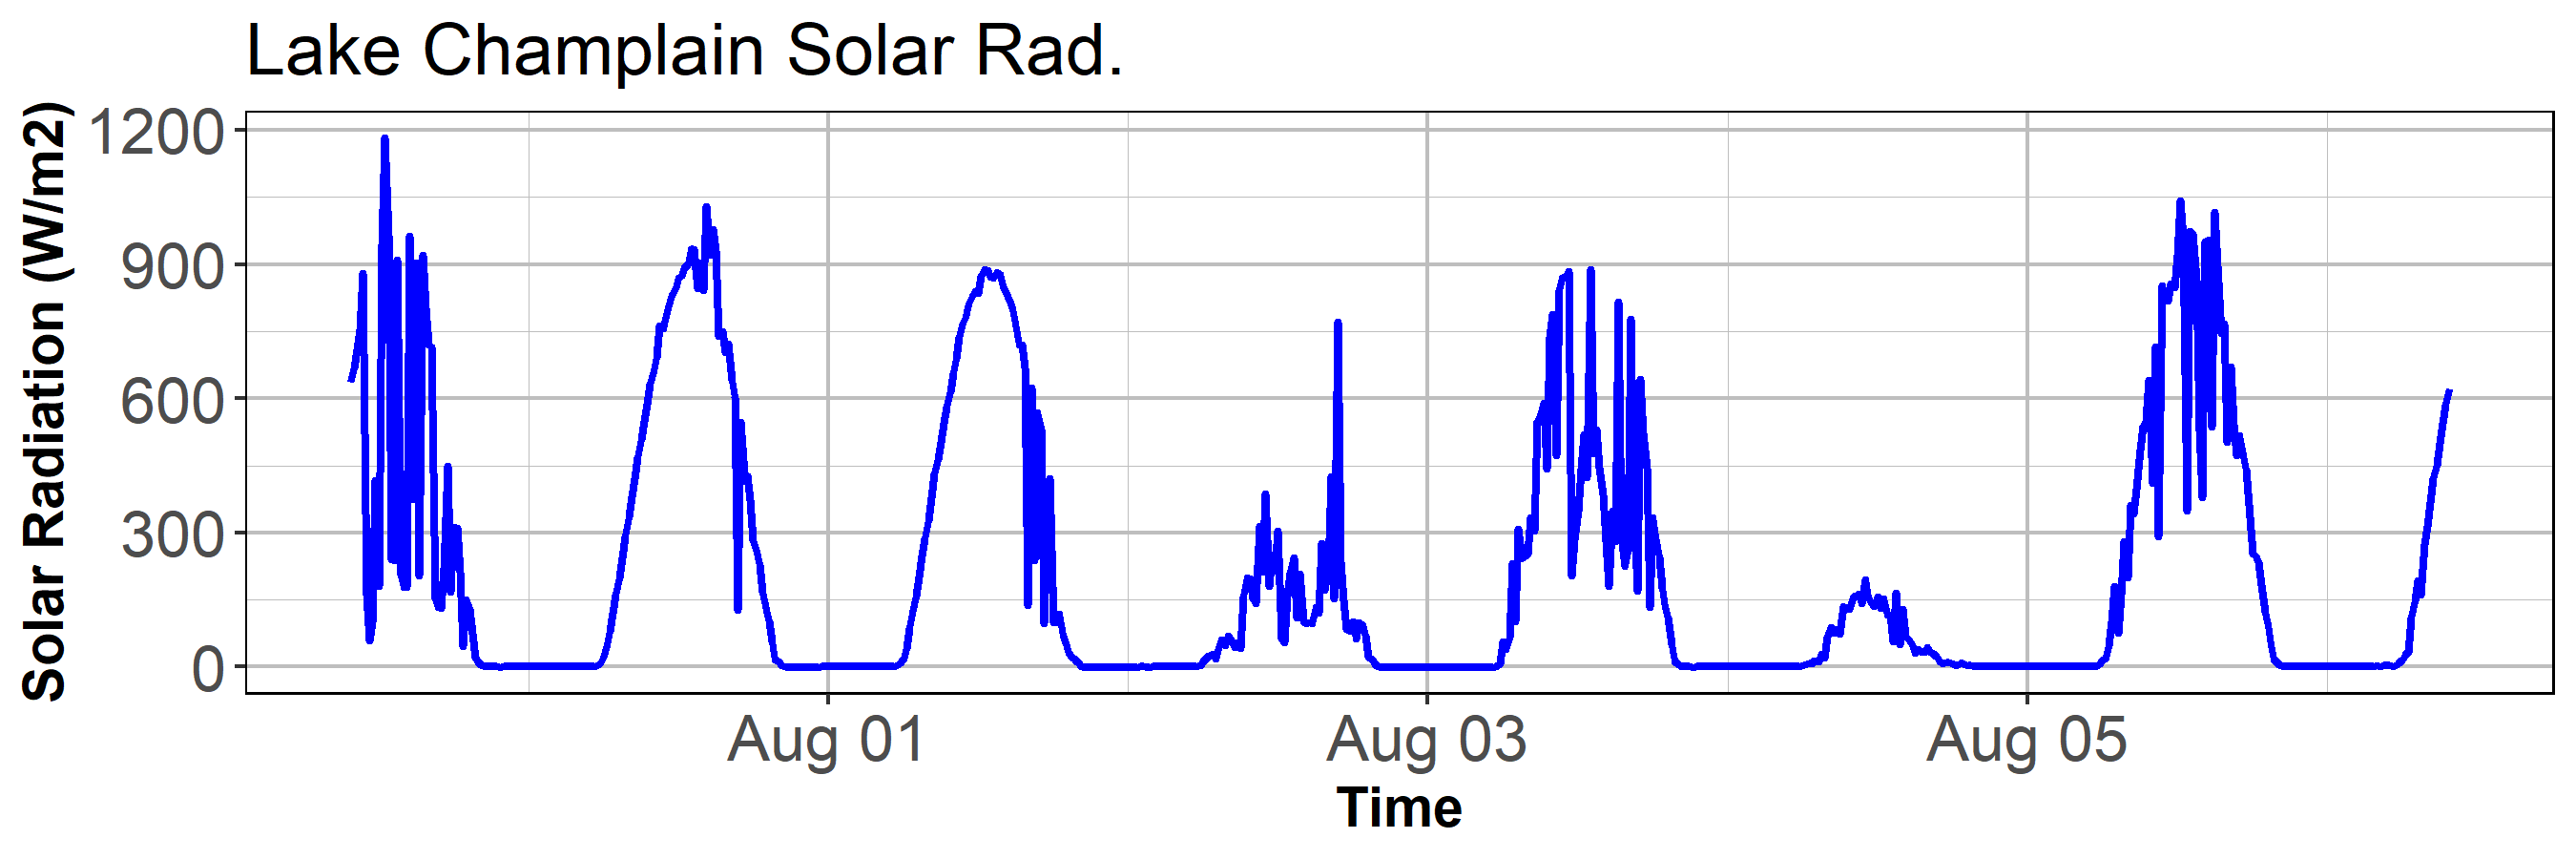 Lake Champlain Solar Rad.
Solar Radiation (W/m2)
1200
900
600
300
0
Aug 01 Aug 03 Aug 05
Time